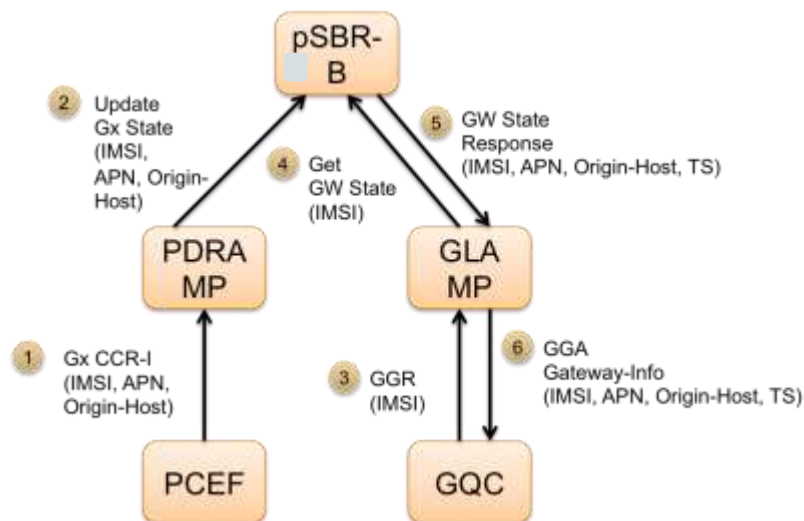 pSBR-
B
2
Update
Gx State
(IMSI,
APN, Origin-
Host)
4
Get
GW State
(IMSI)
5
GW State
Response
(IMSI, APN, Origin-Host, TS)
PDRA
MP
GLA
MP
1
Gx CCR-I
(IMSI, APN,
Origin-Host)
3
GGR
(IMSI)
6
GGA
Gateway-Info
(IMSI, APN, Origin-Host, TS)
PCEF
GQC